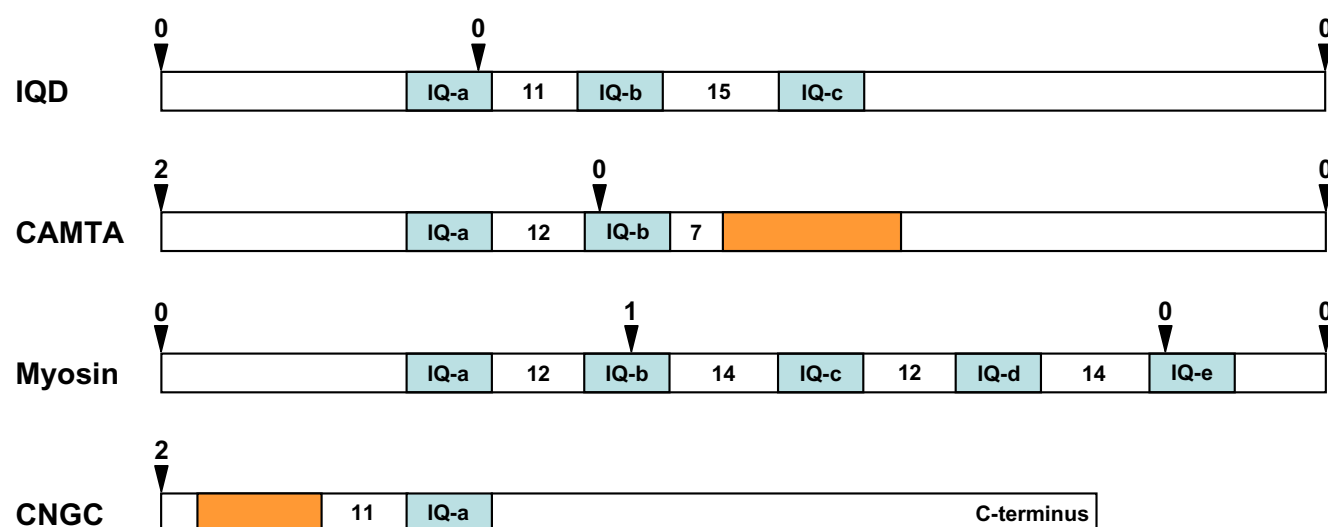 0 0 0
IQD IQ-a 11 IQ-b 15 IQ-c
2 0 0
CAMTA IQ-a 12 IQ-b 7
0 1 0 0
Myosin IQ-a 12 IQ-b 14 IQ-c 12 IQ-d 14 IQ-e
2
CNGC 11 IQ-a C-terminus